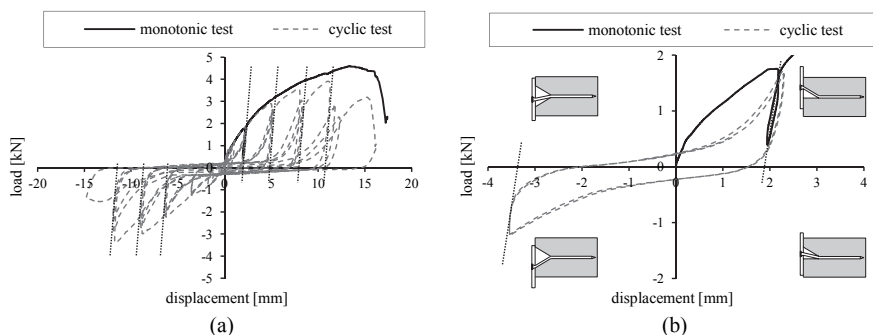 monotonic test cyclic test
5
4
3
2
1
0
-1
-2
-3
-4
-5
-20 -15 -10 -5 0 5 10 15 20
load [kN]
displacement [mm]
(a)
monotonic test cyclic test
2
1
0
-1
-2
-4 -3 -2 -1 0 1 2 3 4
load [kN]
displacement [mm]
(b)